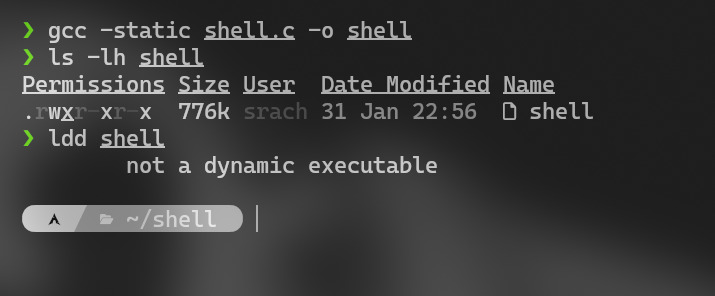 ❯ gcc -static shell.c -o shell
❯ ls -lh shell
Permissions Size User Date Modified Name
.rwxr-xr-x 776k srach 31 Jan 22:56 shell
❯ ldd shell
not a dynamic executable
~/shell